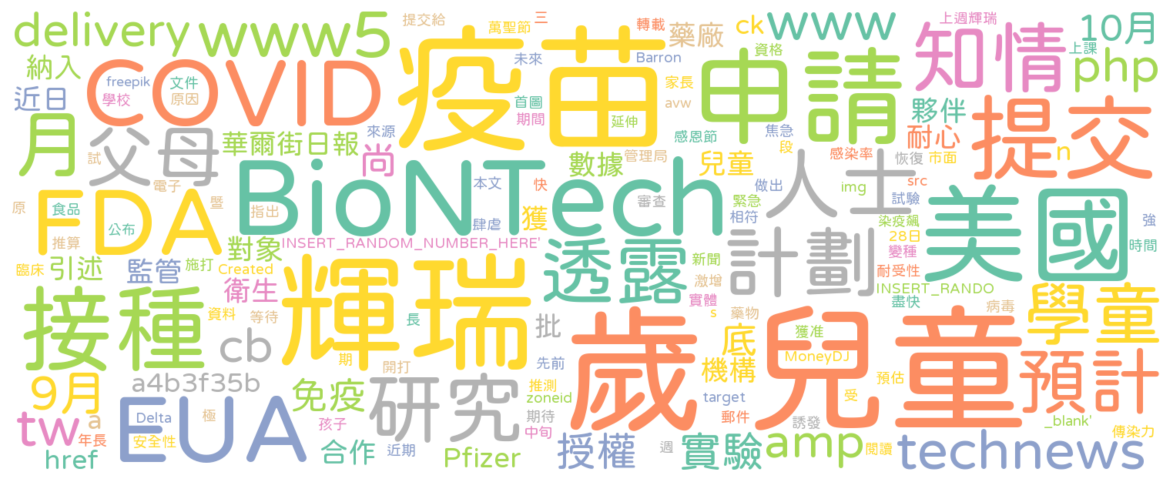 delivery www5 提交給 萬聖節 疫苗 三 轉載 藥廠 ck www 上週輝瑞 知情 10月
納入 freepik 文件 COVID 未來 Barron 申請 資格 上課 php
近日 學校 原因 首圖 家長 avw 夥伴 提交
月 父母 華爾街日報 來源 尚 期間 延伸 感恩節 焦急 耐心 n
試 數據 管理局 兒童 段 感染率 恢復 市面
FDA 電子 BioNTech 本文 快 審查 做出 人士 img src 美國
原 食品 暨 指出 肆虐 獲 緊急 相符 試驗 染疫飆 強
推算 公布 對象 INSERT_RANDOM_NUMBER_HERE' 透露 新聞 計劃 28日 變種 時間
臨床 引述 監管 施打 Created 輝瑞 激增 耐受性
接種 衛生 實體 INSERT_RANDO 盡快 學童
資料 等待 長 批 s 藥物 歲 兒童 獲准 病毒
cb 期 先前 底 MoneyDJ 預計
9月 a4b3f35b 開打 研究 推測 機構 預估
tw a Delta 極 免疫 zoneid target 受 _blank'
年長 EUA 孩子 期待 中旬 郵件 誘發 傳染力
href 安全性 合作 近期 Pfizer 授權 週 實驗 amp 閱讀 technews